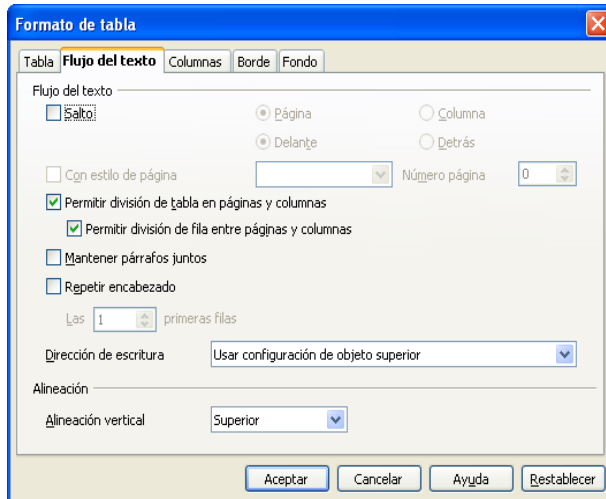 Formato de tabla
Tabla Flujo del texto Columnas Borde Fondo
Flujo del texto
Salto Página Columna
Delante Detrás
Con estilo de página Número página 0
Permitir división de tabla en páginas y columnas
Permitir división de fila entre páginas y columnas
Mantener párrafos juntos
Repetir encabezado
Las 1 primeras filas
Dirección de escritura Usar configuración de objeto superior
Alineación
Alineación vertical Superior
Aceptar Cancelar Ayuda Restablecer